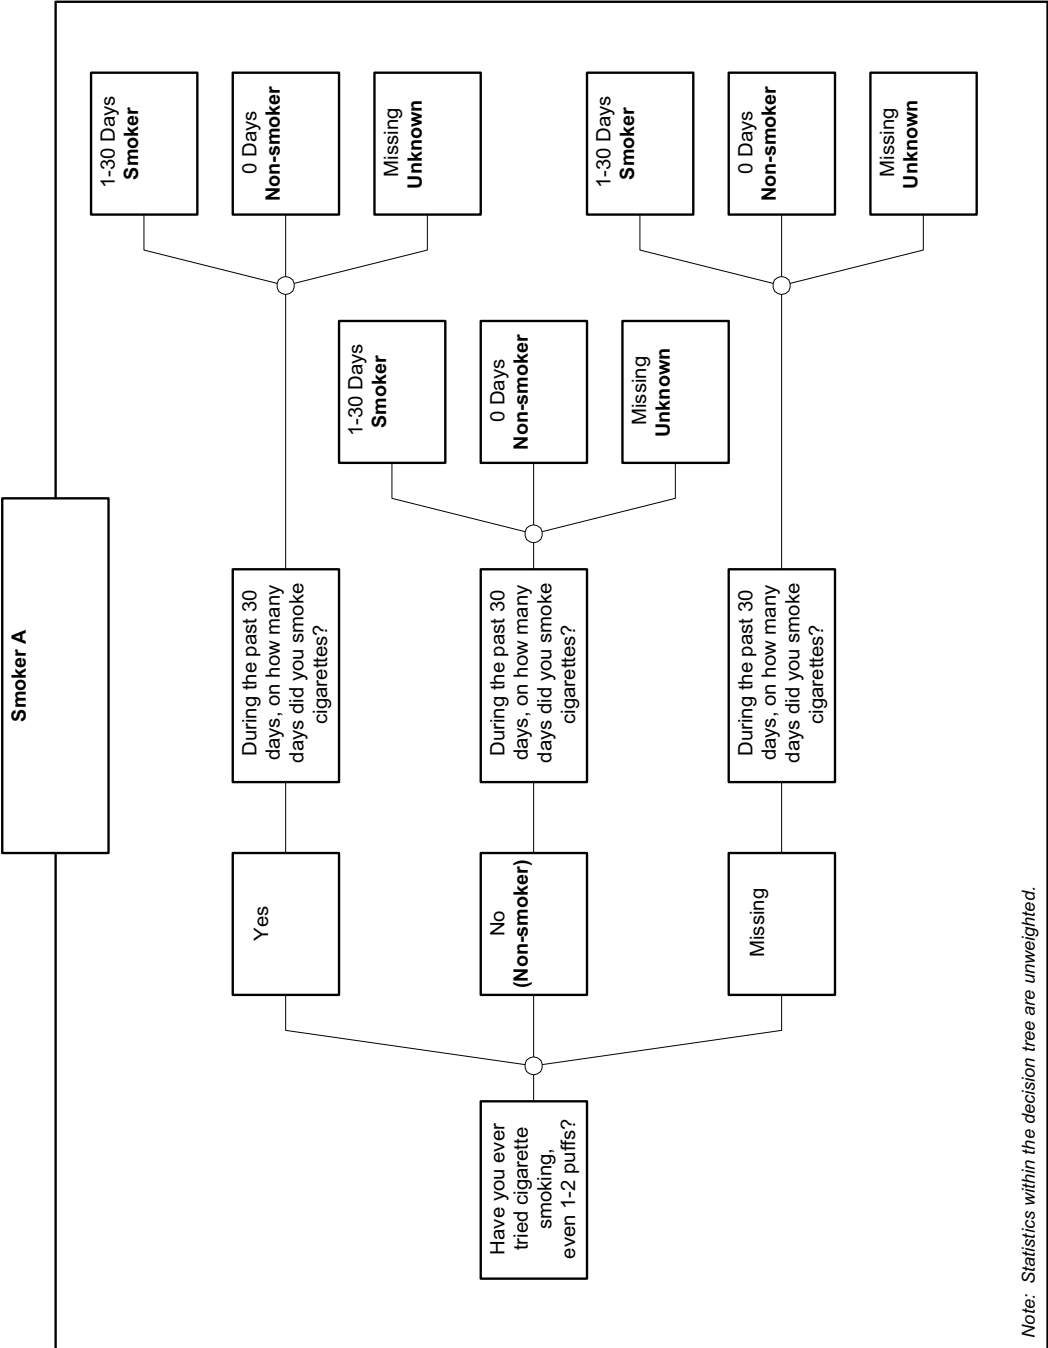 Smoker A
Have you ever
tried cigarette
smoking,
even 1-2 puffs?
Yes
During the past 30
days, on how many
days did you smoke
cigarettes?
1-30 Days
Smoker
0 Days
Non-smoker
Missing
Unknown
No
(Non-smoker)
During the past 30
days, on how many
days did you smoke
cigarettes?
1-30 Days
Smoker
0 Days
Non-smoker
Missing
Unknown
Missing
During the past 30
days, on how many
days did you smoke
cigarettes?
1-30 Days
Smoker
0 Days
Non-smoker
Missing
Unknown
Note: Statistics within the decision tree are unweighted.